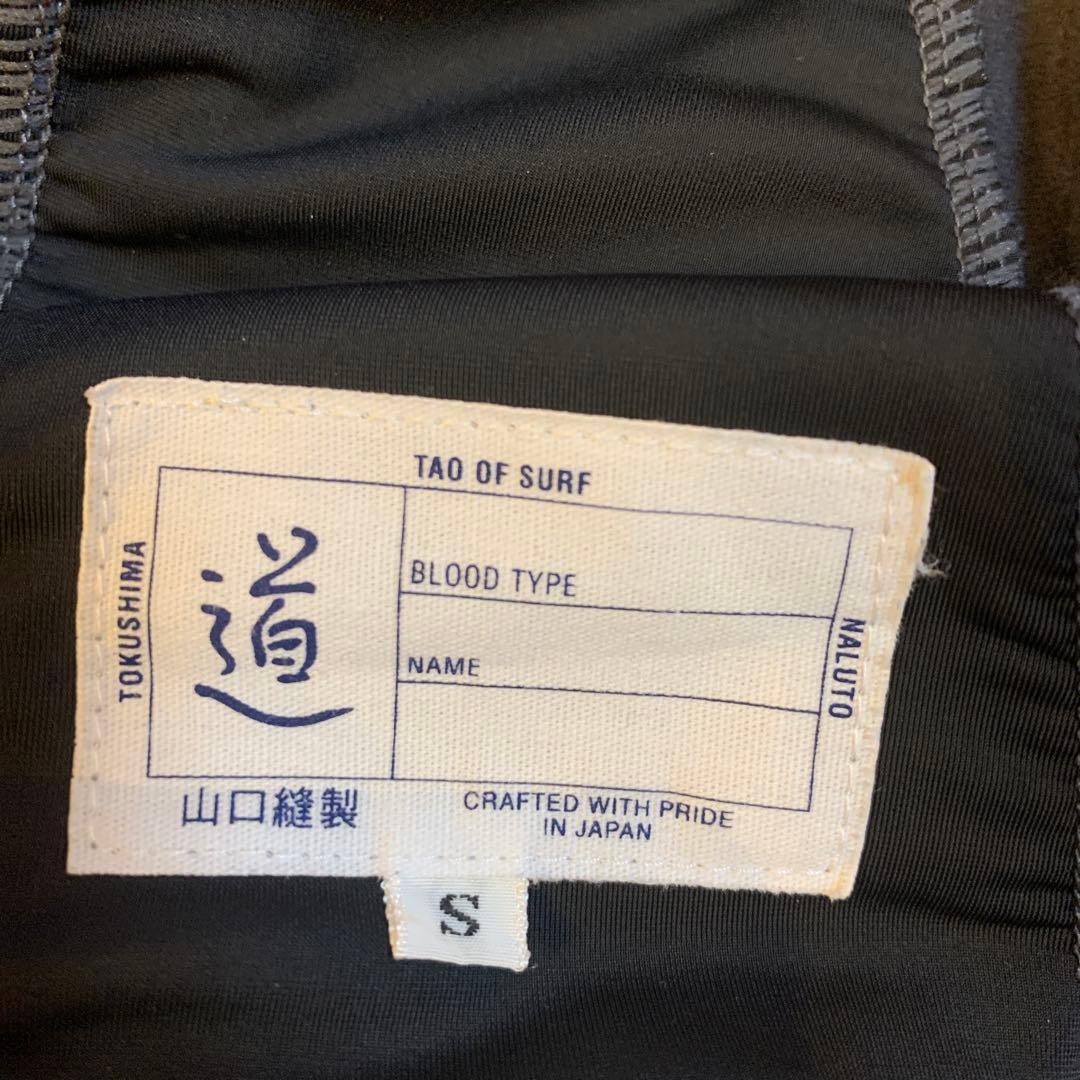 TAO OF SURF
TOKUSHIMA
道
BLOOD TYPE
NAME
NALUTO
山口縫製
CRAFTED WITH PRIDE
IN JAPAN
S